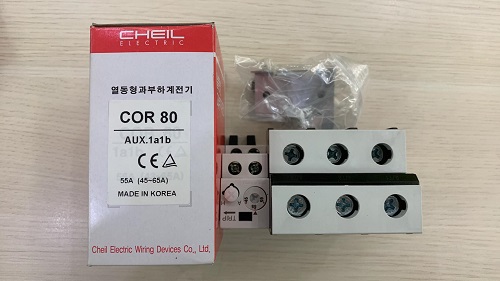 CHEIL
ELECTRIC
열동형과부하계전기
COR 80
AUX.1a1b
CE
55A (45~65A)
MADE IN KOREA
Cheil Electric Wiring Devices Co., Ltd.
TRIP